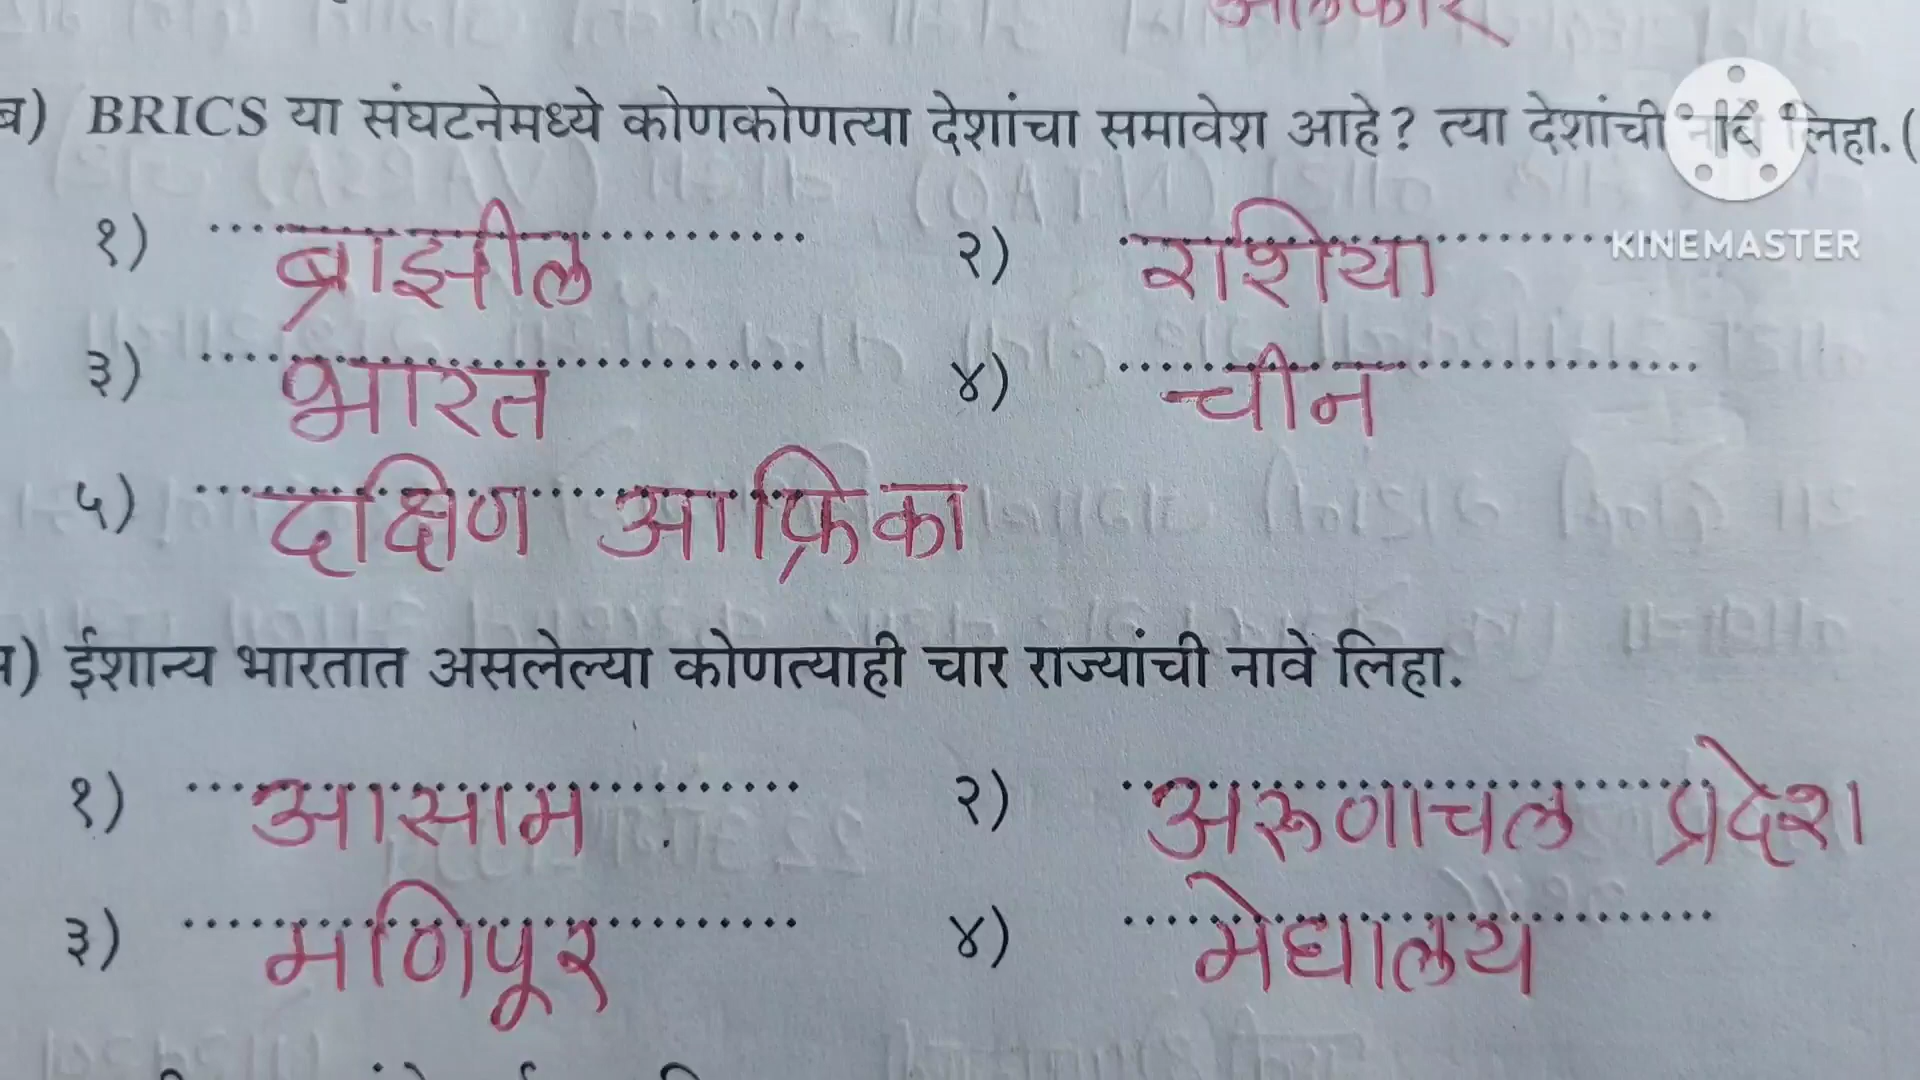 ब) BRICS या संघटनेमध्ये कोणकोणत्या देशांचा समावेश आहे? त्या देशांची नावे लिहा. (
१) ब्राझील २) राशिया
KINEMASTER
३) भारत ४) चीन
५) दक्षिण आफ्रिका
ईशान्य भारतात असलेल्या कोणत्याही चार राज्यांची नावे लिहा.
१) आसाम २) अरूणाचल प्रदेश
३) मणिपूर ४) मेघालय